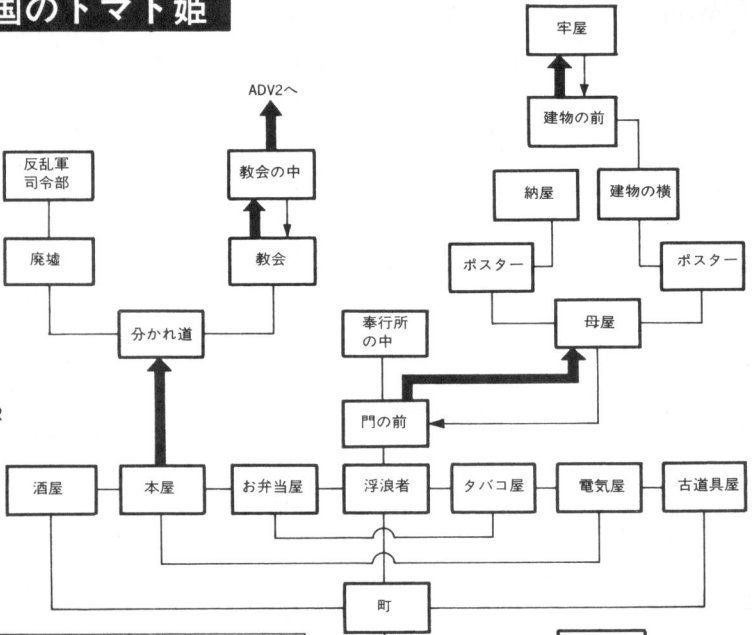 国のトマト姫
牢屋
ADV2へ
建物の前
反乱軍
司令部
教会の中
納屋
建物の横
廃墟
教会
ポスター
ポスター
分かれ道
奉行所
の中
母屋
門の前
酒屋
本屋
お弁当屋
浮浪者
タバコ屋
電気屋
古道具屋
町